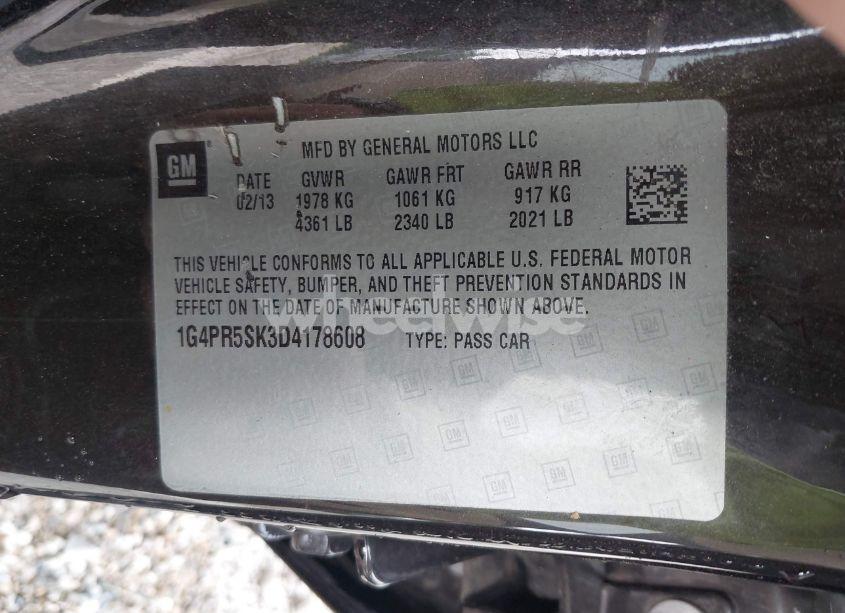 GM
MFD BY GENERAL MOTORS LLC
DATE GVWR GAWR FRT GAWR RR
02/13 1978 KG 1061 KG 917 KG
4361 LB 2340 LB 2021 LB
THIS VEHICLE CONFORMS TO ALL APPLICABLE U.S. FEDERAL MOTOR
VEHICLE SAFETY, BUMPER, AND THEFT PREVENTION STANDARDS IN
EFFECT ON THE DATE OF MANUFACTURE SHOWN ABOVE.
wheelwise
1G4PR5SK3D4178608 TYPE: PASS CAR